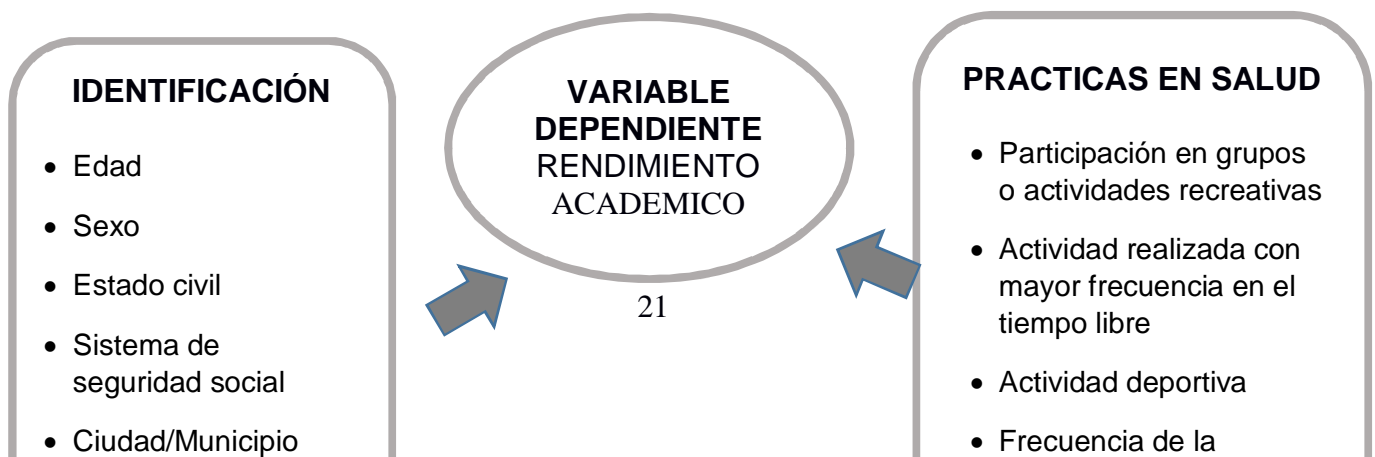 IDENTIFICACIÓN
• Edad
• Sexo
• Estado civil
• Sistema de
seguridad social
• Ciudad/Municipio
VARIABLE
DEPENDIENTE
RENDIMIENTO
ACADEMICO
21
PRACTICAS EN SALUD
• Participación en grupos
o actividades recreativas
• Actividad realizada con
mayor frecuencia en el
tiempo libre
• Actividad deportiva
• Frecuencia de la